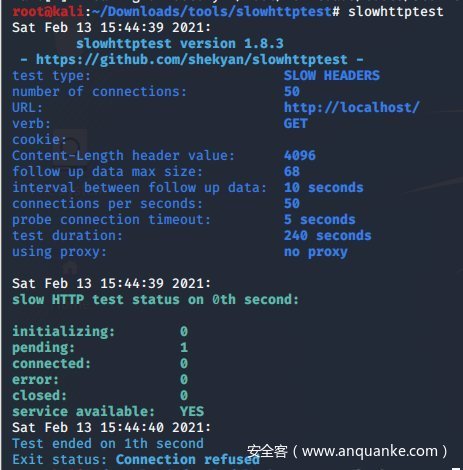 root@kali:~/Downloads/tools/slowhttptest# slowhttptest
Sat Feb 13 15:44:39 2021:
slowhttptest version 1.8.3
- https://github.com/shekyan/slowhttptest -
test type: SLOW HEADERS
number of connections: 50
URL: http://localhost/
verb: GET
cookie:
Content-Length header value: 4096
follow up data max size: 68
interval between follow up data: 10 seconds
connections per seconds: 50
probe connection timeout: 5 seconds
test duration: 240 seconds
using proxy: no proxy
Sat Feb 13 15:44:39 2021:
slow HTTP test status on 0th second:
initializing: 0
pending: 1
connected: 0
error: 0
closed: 0
service available: YES
Sat Feb 13 15:44:40 2021:
Test ended on 1th second
Exit status: Connection refused
安全客（www.anquanke.com）